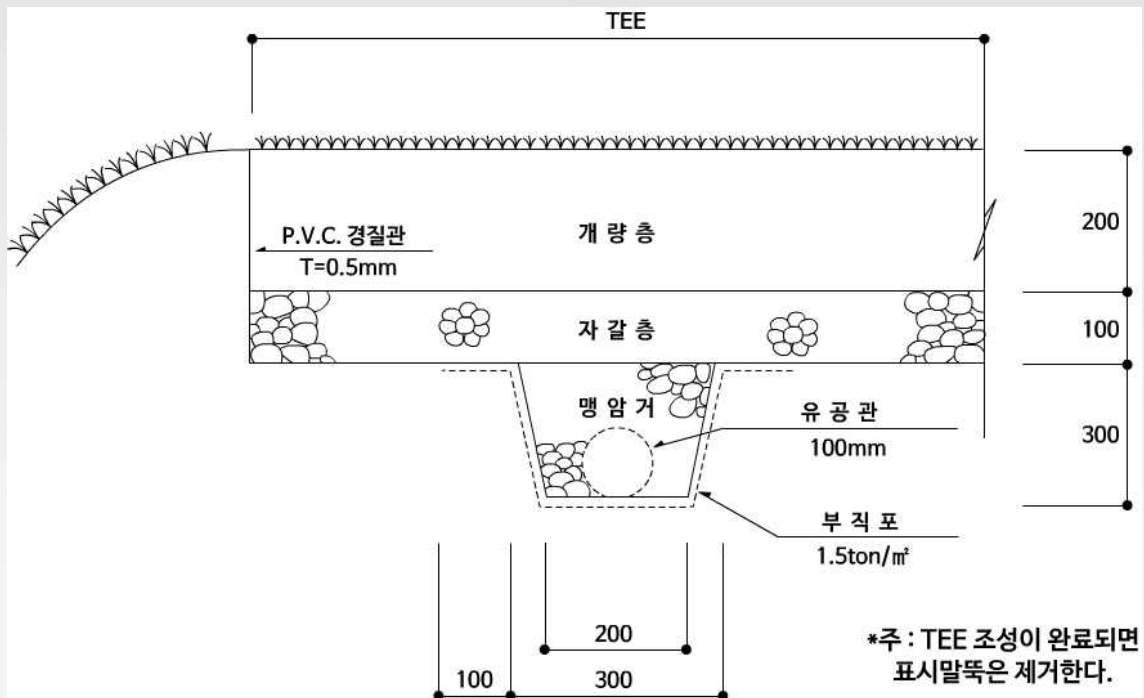 TEE
P.V.C. 경질관
T=0.5mm
개 량 층
200
자 갈 층
100
맹 암 거
유 공 관
100mm
300
부 직 포
1.5ton/㎡
200
100
300
*주 : TEE 조성이 완료되면
표시말뚝은 제거한다.